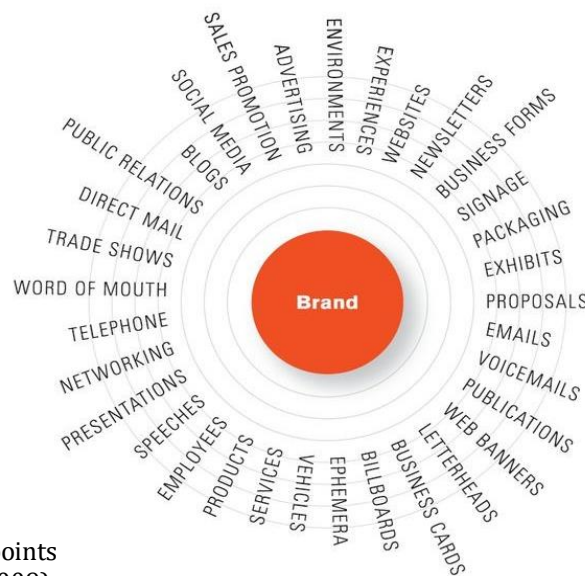 ENVIRONMENTS
EXPERIENCES
WEBSITES
NEWSLETTERS
BUSINESS FORMS
SIGNAGE
PACKAGING
EXHIBITS
PROPOSALS
EMAILS
VOICEMAILS
PUBLICATIONS
WEB BANNERS
LETTERHEADS
BUSINESS CARDS
BILLBOARDS
EPHEMERA
VEHICLES
SERVICES
PRODUCTS
EMPLOYEES
SPEECHES
PRESENTATIONS
NETWORKING
TELEPHONE
WORD OF MOUTH
TRADE SHOWS
DIRECT MAIL
PUBLIC RELATIONS
BLOGS
SOCIAL MEDIA
SALES PROMOTION
ADVERTISING
Brand
points